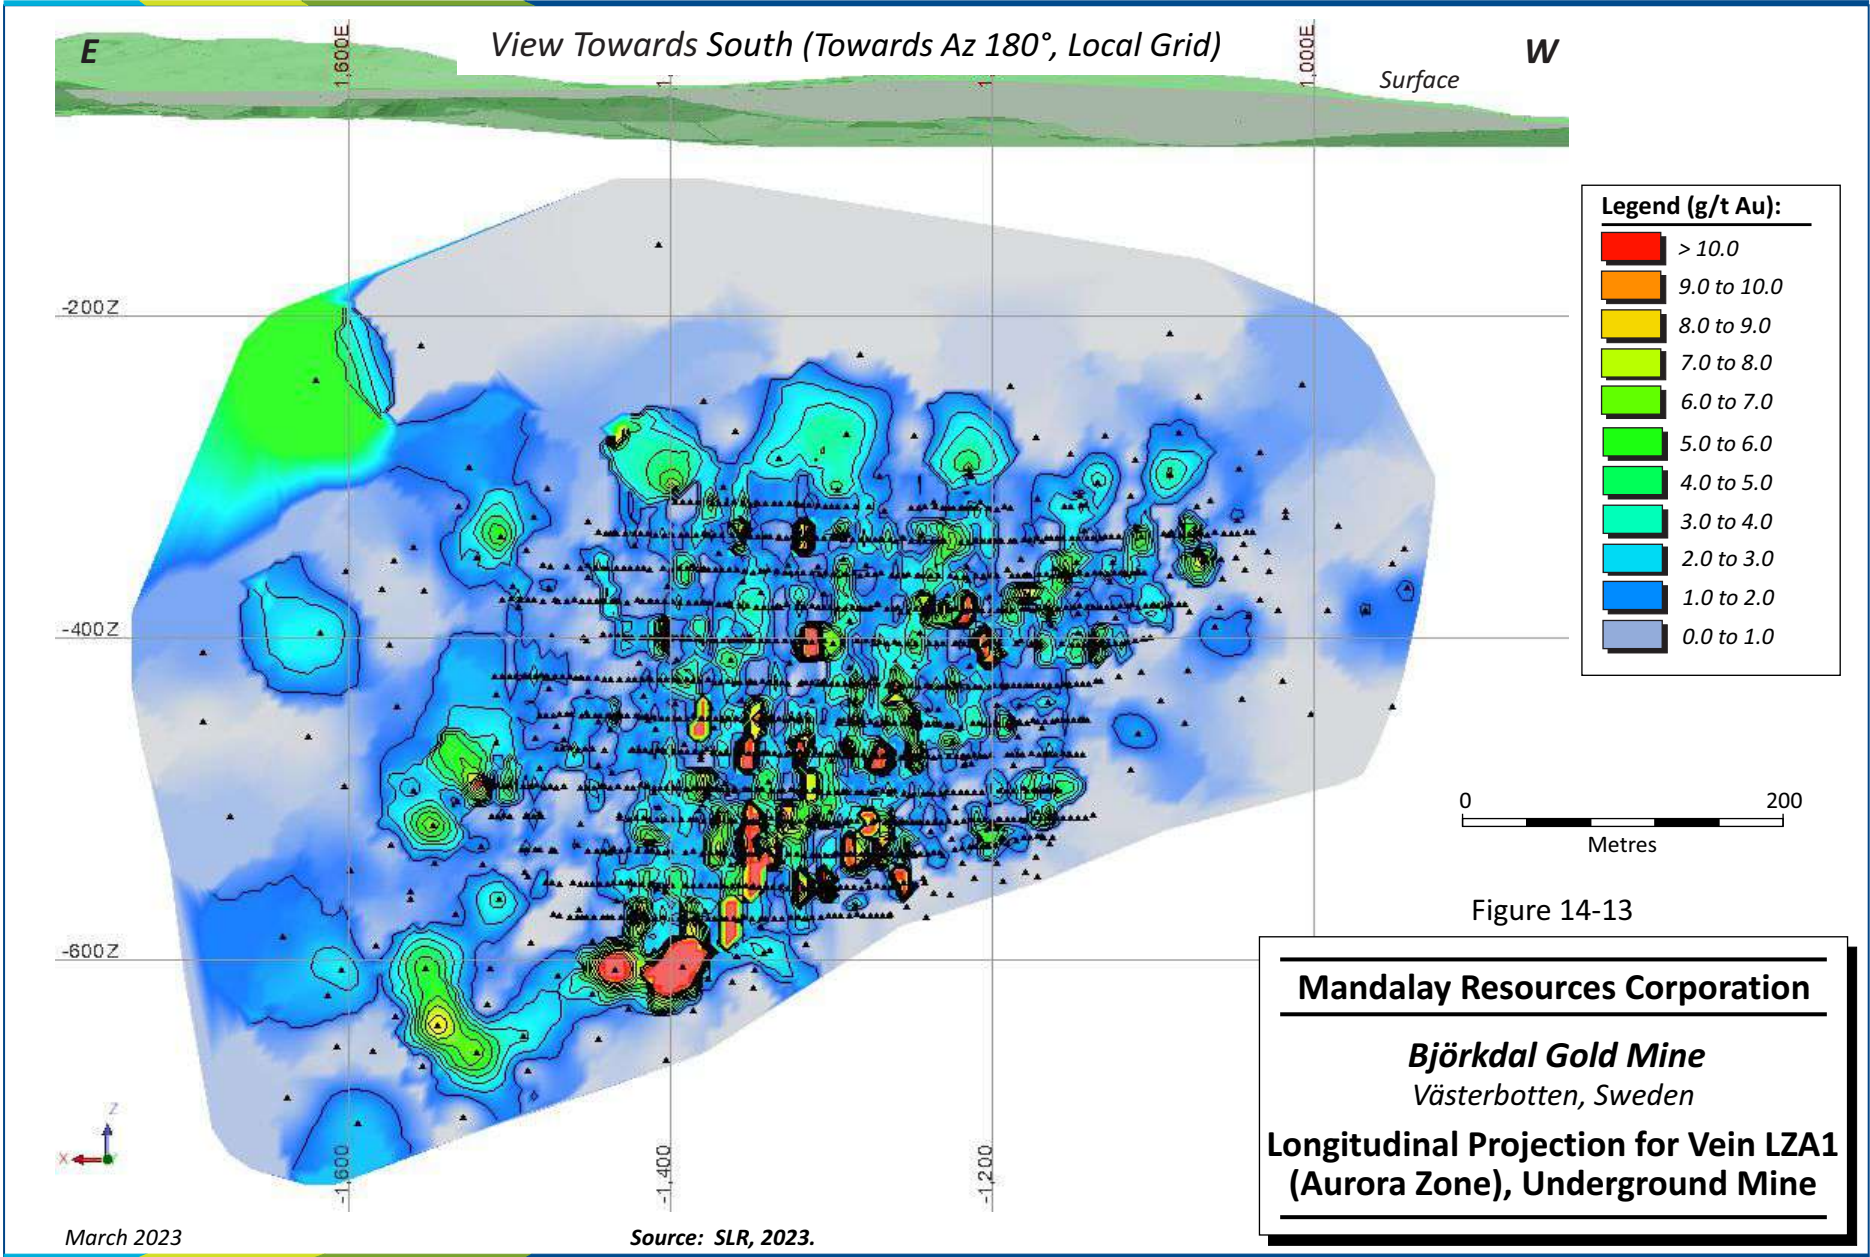 E
View Towards South (Towards Az 180°, Local Grid)
W
1,600E
1
1
1,000E
Surface
Legend (g/t Au):
> 10.0
9.0 to 10.0
8.0 to 9.0
7.0 to 8.0
6.0 to 7.0
5.0 to 6.0
4.0 to 5.0
3.0 to 4.0
2.0 to 3.0
1.0 to 2.0
0.0 to 1.0
-200Z
-400Z
-600Z
0 200
Metres
Figure 14-13
Mandalay Resources Corporation
Björkdal Gold Mine
Västerbotten, Sweden
Longitudinal Projection for Vein LZA1
(Aurora Zone), Underground Mine
Z
X
-1,600
-1,400
-1,200
March 2023
Source: SLR, 2023.